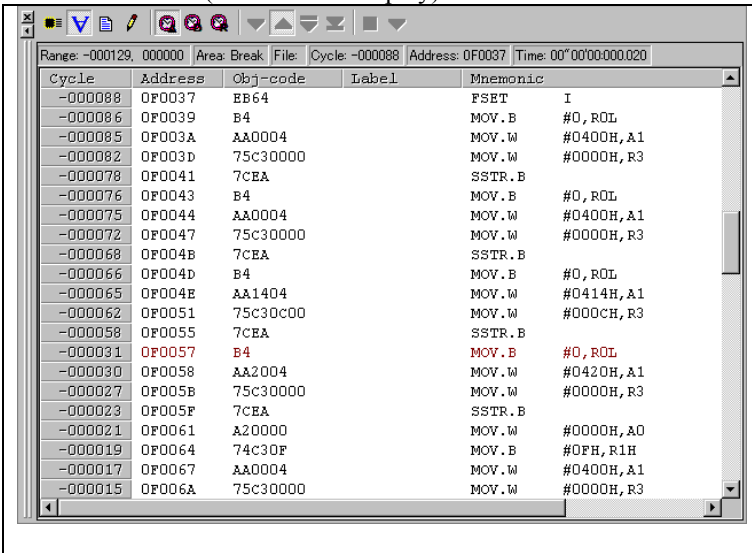 Range: -000129, 000000 Area: Break File: Cycle: -000088 Address: 0F0037 Time: 00"00'00:000.020
Cycle Address Obj-code Label Mnemonic
-000088 0F0037 EB64 FSET I
-000086 0F0039 B4 MOV.B #0,R0L
-000085 0F003A AA0004 MOV.W #0400H,A1
-000082 0F003D 75C30000 MOV.W #0000H,R3
-000078 0F0041 7CEA SSTR.B
-000076 0F0043 B4 MOV.B #0,R0L
-000075 0F0044 AA0004 MOV.W #0400H,A1
-000072 0F0047 75C30000 MOV.W #0000H,R3
-000068 0F004B 7CEA SSTR.B
-000066 0F004D B4 MOV.B #0,R0L
-000065 0F004E AA1404 MOV.W #0414H,A1
-000062 0F0051 75C30C00 MOV.W #000CH,R3
-000058 0F0055 7CEA SSTR.B
-000031 0F0057 B4 MOV.B #0,R0L
-000030 0F0058 AA2004 MOV.W #0420H,A1
-000027 0F005B 75C30000 MOV.W #0000H,R3
-000023 0F005F 7CEA SSTR.B
-000021 0F0061 A20000 MOV.W #0000H,A0
-000019 0F0064 74C30F MOV.B #0FH,R1H
-000017 0F0067 AA0004 MOV.W #0400H,A1
-000015 0F006A 75C30000 MOV.W #0000H,R3